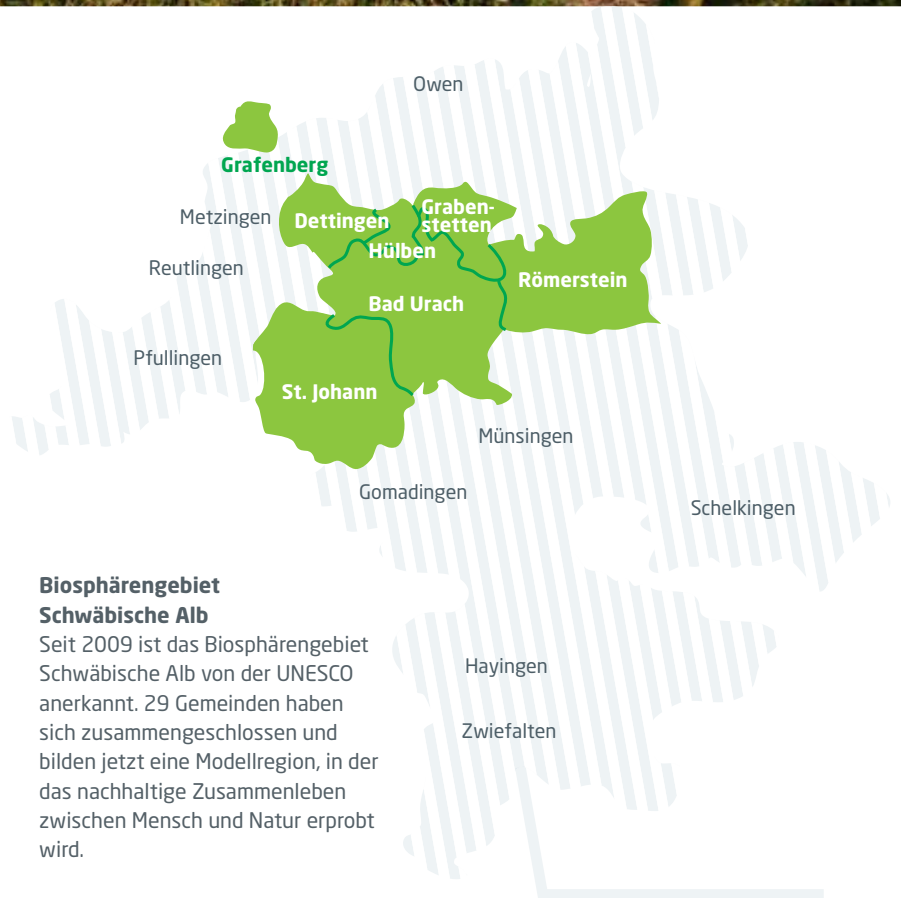 Owen
Grafenberg
Metzingen
Dettingen
Graben-
stetten
Hülben
Reutlingen
Römerstein
Bad Urach
Pfullingen
St. Johann
Münsingen
Gomadingen
Schelkingen
Biosphärengebiet
Schwäbische Alb
Seit 2009 ist das Biosphärengebiet
Schwäbische Alb von der UNESCO
anerkannt. 29 Gemeinden haben
sich zusammengeschlossen und
bilden jetzt eine Modellregion, in der
das nachhaltige Zusammenleben
zwischen Mensch und Natur erprobt
wird.
Hayingen
Zwiefalten